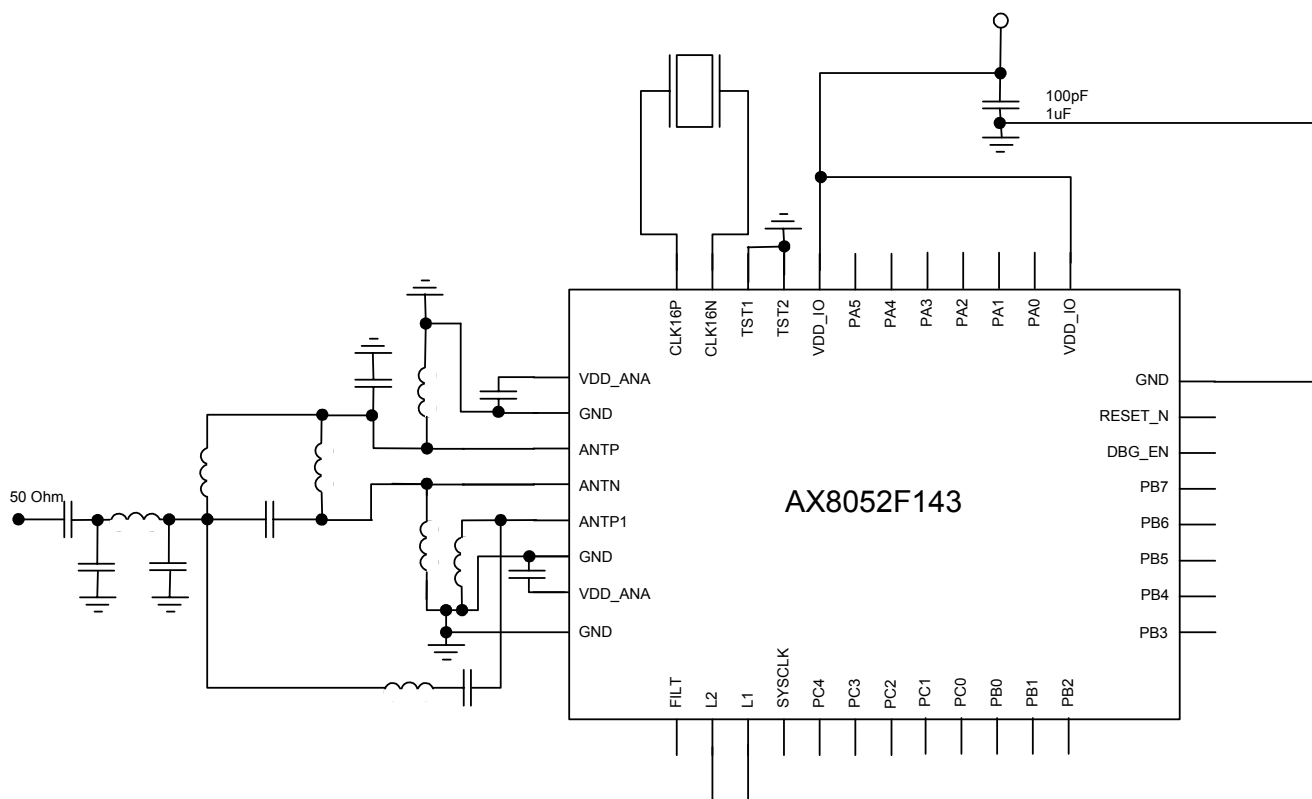 100pF
1uF
CLK16P
CLK16N
TST1
TST2
VDD_IO
PA5
PA4
PA3
PA2
PA1
PA0
VDD_IO
VDD_ANA
GND
ANTP
ANTN
ANTP1
GND
VDD_ANA
GND
50 Ohm
AX8052F143
GND
RESET_N
DBG_EN
PB7
PB6
PB5
PB4
PB3
FILT
L2
L1
SYSCLK
PC4
PC3
PC2
PC1
PC0
PB0
PB1
PB2